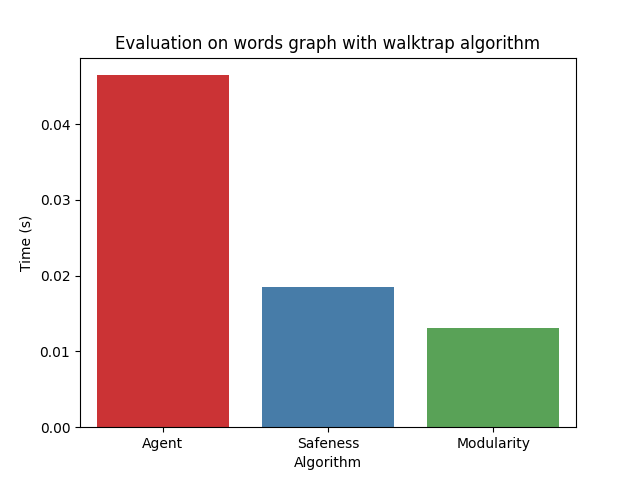 Evaluation on words graph with walktrap algorithm
Time (s)
0.04
0.03
0.02
0.01
0.00
Agent Safeness Modularity
Algorithm